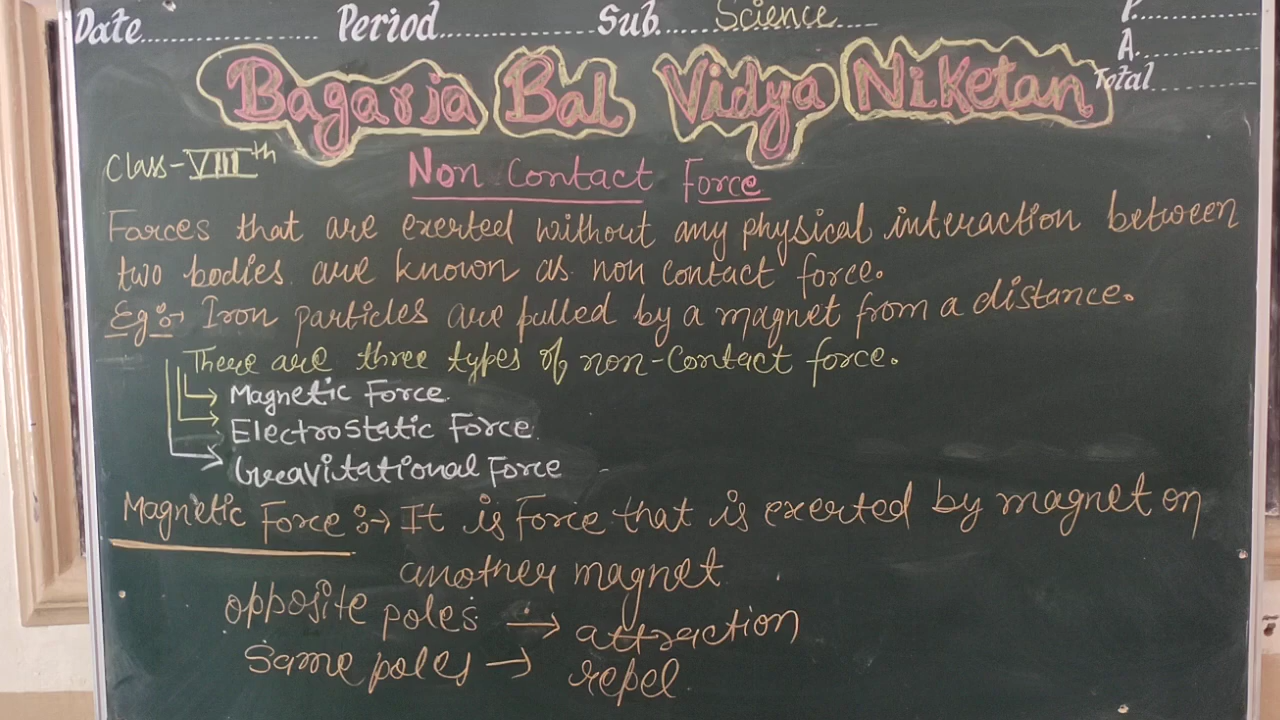 Date.................. Period.................. Sub. Science P..............
A..............
Bagaria Bal Vidya Niketan Total..............
Class-VIIIth Non Contact Force
Forces that are exerted without any physical interaction between
two bodies are known as non contact force.
Eg:→ Iron particles are pulled by a magnet from a distance.
There are three types of non-Contact force.
→ Magnetic Force.
→ Electrostatic Force.
→ Gravitational Force
Magnetic Force:→ It is Force that is exerted by magnet on
another magnet
opposite poles → attraction
Same poles → repel.